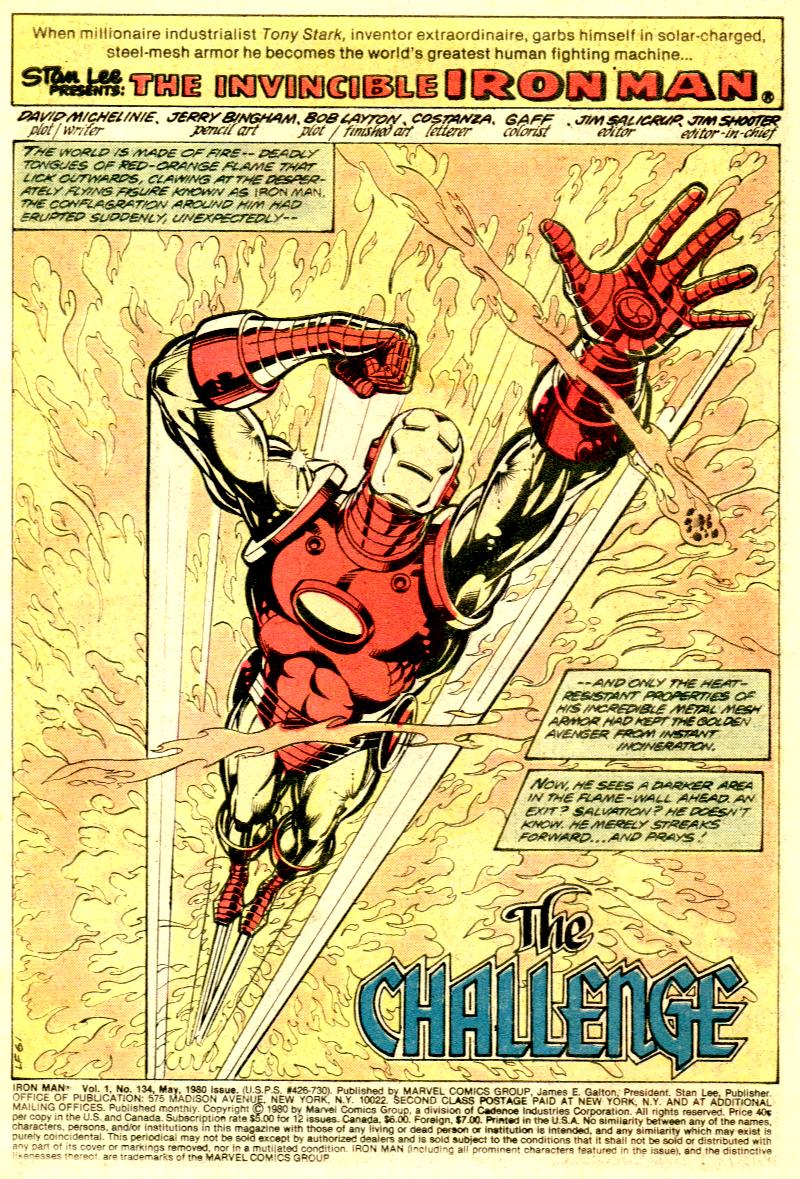 When millionaire industrialist Tony Stark, inventor extraordinaire, garbs himself in solar-charged,
steel-mesh armor he becomes the world's greatest human fighting machine...
Stan Lee
PRESENTS: THE INVINCIBLE IRON MAN®
DAVID MICHELINIE, JERRY BINGHAM, BOB LAYTON, COSTANZA, GAFF, JIM SALICRUP, JIM SHOOTER
plot/writer pencil art plot/finished art letterer colorist editor editor-in-chief
THE WORLD IS MADE OF FIRE-- DEADLY
TONGUES OF RED-ORANGE FLAME THAT
LICK OUTWARDS, CLAWING AT THE DESPER-
ATELY FLYING FIGURE KNOWN AS IRON MAN.
THE CONFLAGRATION AROUND HIM HAD
ERUPTED SUDDENLY, UNEXPECTEDLY--
--AND ONLY THE HEAT-
RESISTANT PROPERTIES OF
HIS INCREDIBLE METAL MESH
ARMOR HAD KEPT THE GOLDEN
AVENGER FROM INSTANT
INCINERATION.
NOW, HE SEES A DARKER AREA
IN THE FLAME-WALL AHEAD. AN
EXIT? SALVATION? HE DOESN'T
KNOW. HE MERELY STREAKS
FORWARD...AND PRAYS!
The
CHALLENGE
IRON MAN® Vol. 1, No. 134, May, 1980 issue. (U.S.P.S. #426-730). Published by MARVEL COMICS GROUP, James E. Galton, President. Stan Lee, Publisher.
OFFICE OF PUBLICATION: 575 MADISON AVENUE, NEW YORK, N.Y. 10022. SECOND CLASS POSTAGE PAID AT NEW YORK, N.Y. AND AT ADDITIONAL
MAILING OFFICES. Published monthly. Copyright © 1980 by Marvel Comics Group, a division of Cadence Industries Corporation. All rights reserved. Price 40¢
per copy in the U.S. and Canada. Subscription rate $5.00 for 12 issues. Canada, $6.00. Foreign, $7.00. Printed in the U.S.A. No similarity between any of the names,
characters, persons, and/or institutions in this magazine with those of any living or dead person or institution is intended, and any similarity which may exist is
purely coincidental. This periodical may not be sold except by authorized dealers and is sold subject to the conditions that it shall not be sold or distributed with
any part of its cover or markings removed, nor in a mutilated condition. IRON MAN (including all prominent characters featured in the issue), and the distinctive
likenesses thereof, are trademarks of the MARVEL COMICS GROUP